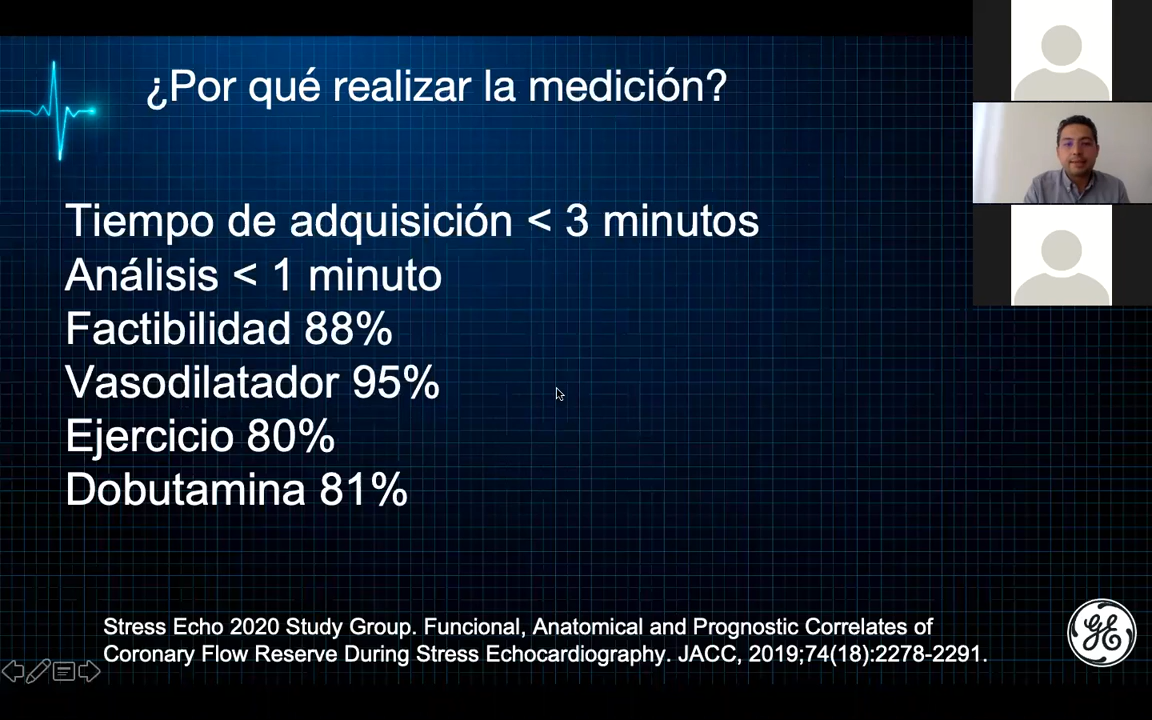 ¿Por qué realizar la medición?
Tiempo de adquisición < 3 minutos
Análisis < 1 minuto
Factibilidad 88%
Vasodilatador 95%
Ejercicio 80%
Dobutamina 81%
Stress Echo 2020 Study Group. Funcional, Anatomical and Prognostic Correlates of
Coronary Flow Reserve During Stress Echocardiography. JACC, 2019;74(18):2278-2291.
GE